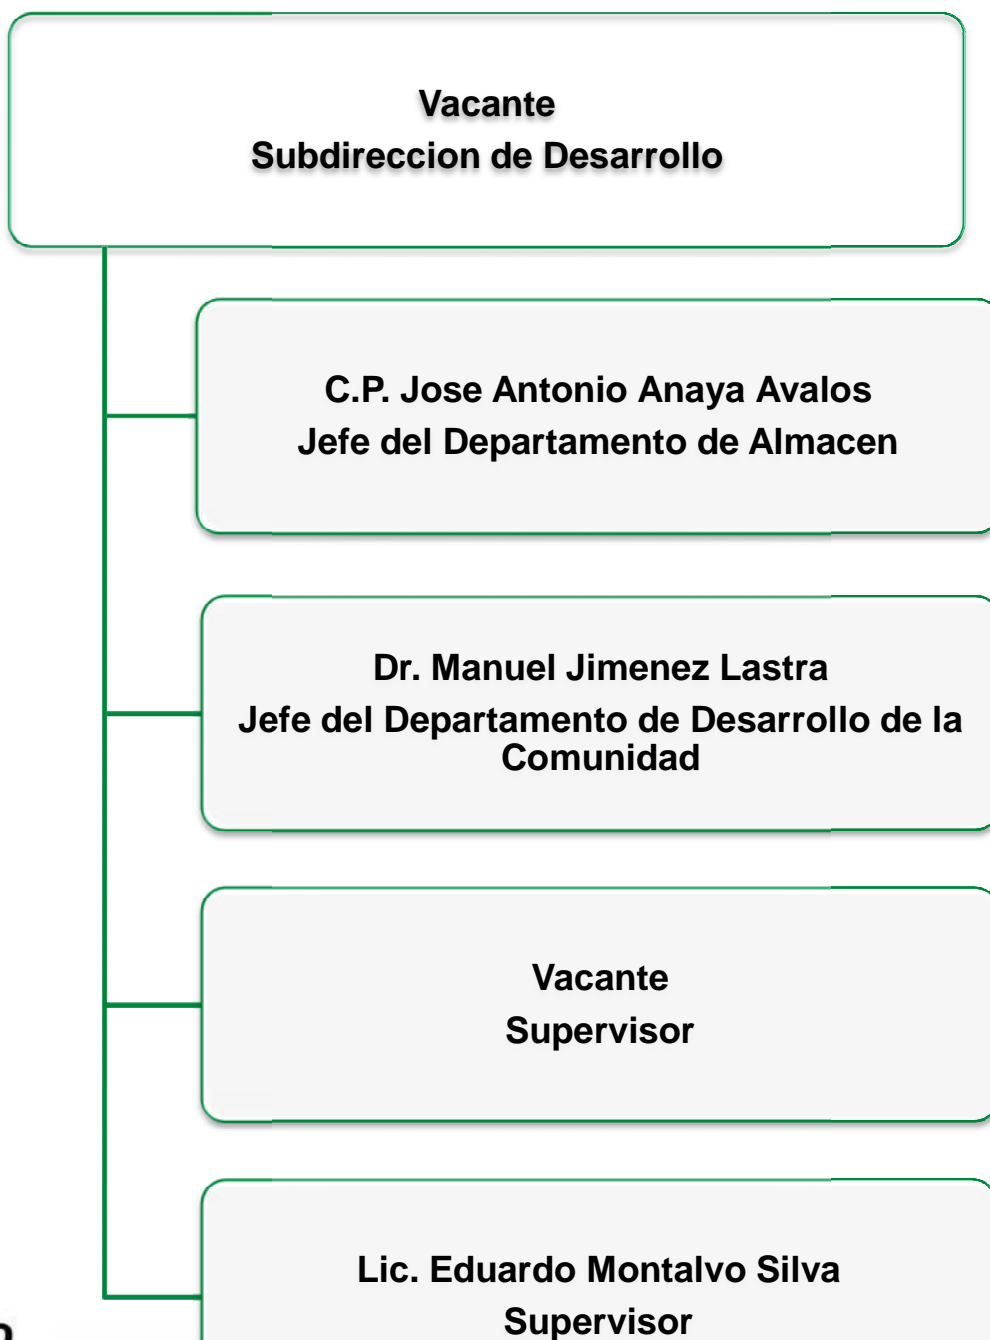 Vacante
Subdireccion de Desarrollo
C.P. Jose Antonio Anaya Avalos
Jefe del Departamento de Almacen
Dr. Manuel Jimenez Lastra
Jefe del Departamento de Desarrollo de la
Comunidad
Vacante
Supervisor
Lic. Eduardo Montalvo Silva
Supervisor